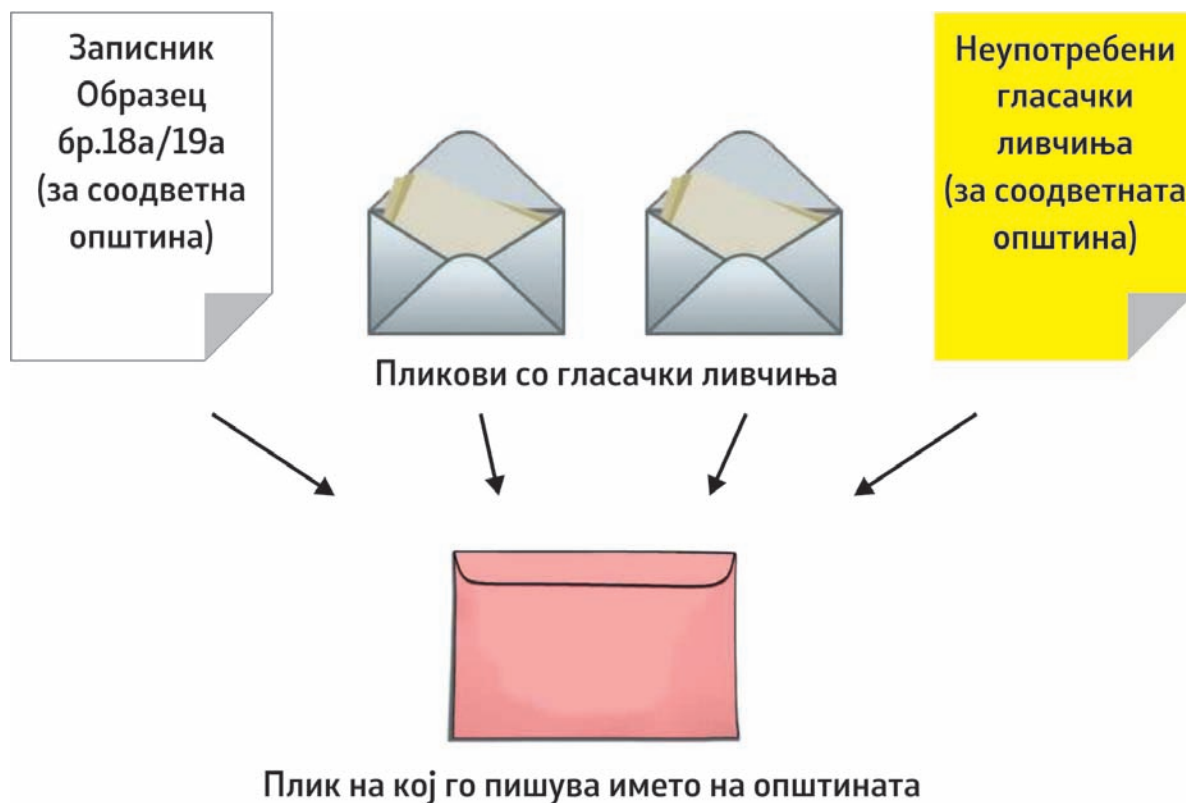 Записник
Образец
бр.18а/19а
(за соодветна
општина)
Неупотребени
гласачки
ливчиња
(за соодветната
општина)
Пликови со гласачки ливчиња
Плик на кој го пишува името на општината